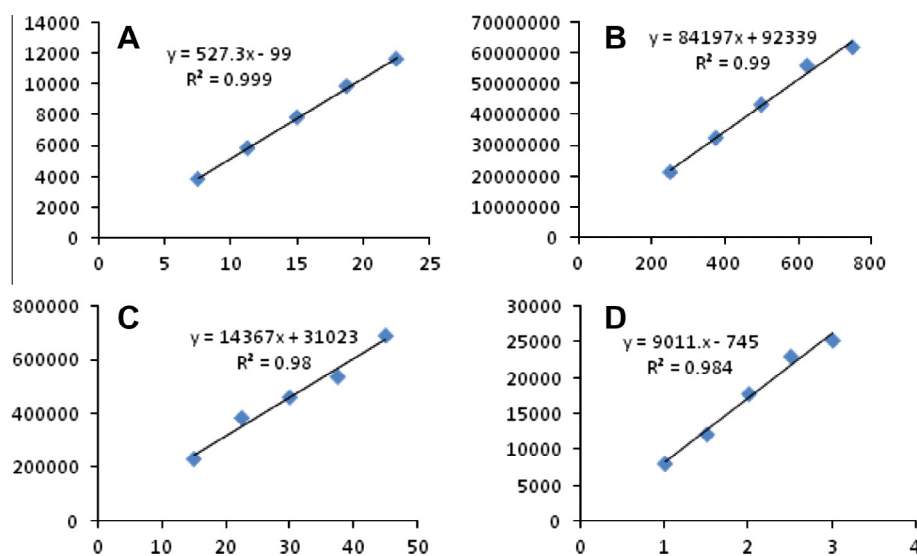 A
y = 527.3x - 99
R² = 0.999
14000
12000
10000
8000
6000
4000
2000
0
0 5 10 15 20 25
B
y = 84197x + 92339
R² = 0.99
70000000
60000000
50000000
40000000
30000000
20000000
10000000
0
0 200 400 600 800
C
y = 14367x + 31023
R² = 0.98
800000
600000
400000
200000
0
0 10 20 30 40 50
D
y = 9011.x - 745
R² = 0.984
30000
25000
20000
15000
10000
5000
0
0 1 2 3 4